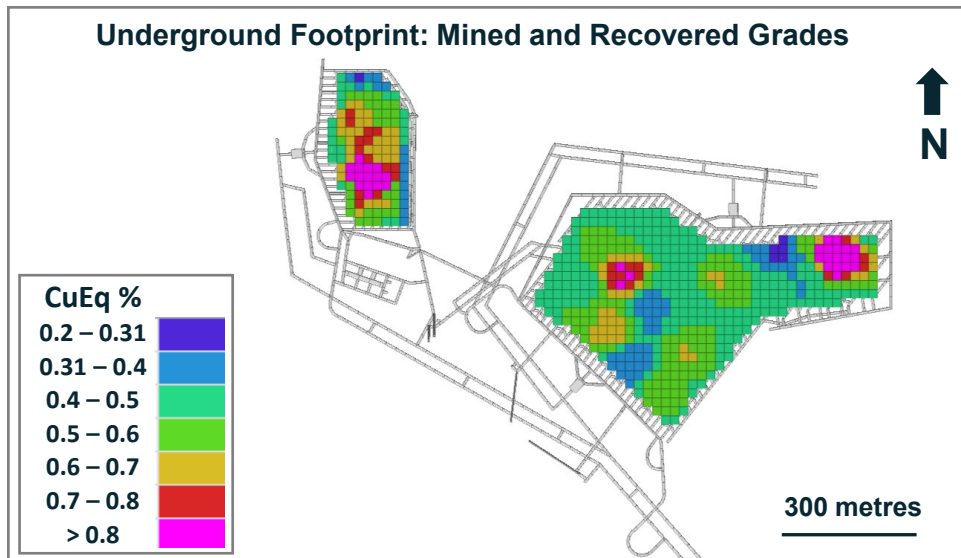 Underground Footprint: Mined and Recovered Grades
N
CuEq %
0.2 – 0.31
0.31 – 0.4
0.4 – 0.5
0.5 – 0.6
0.6 – 0.7
0.7 – 0.8
> 0.8
300 metres